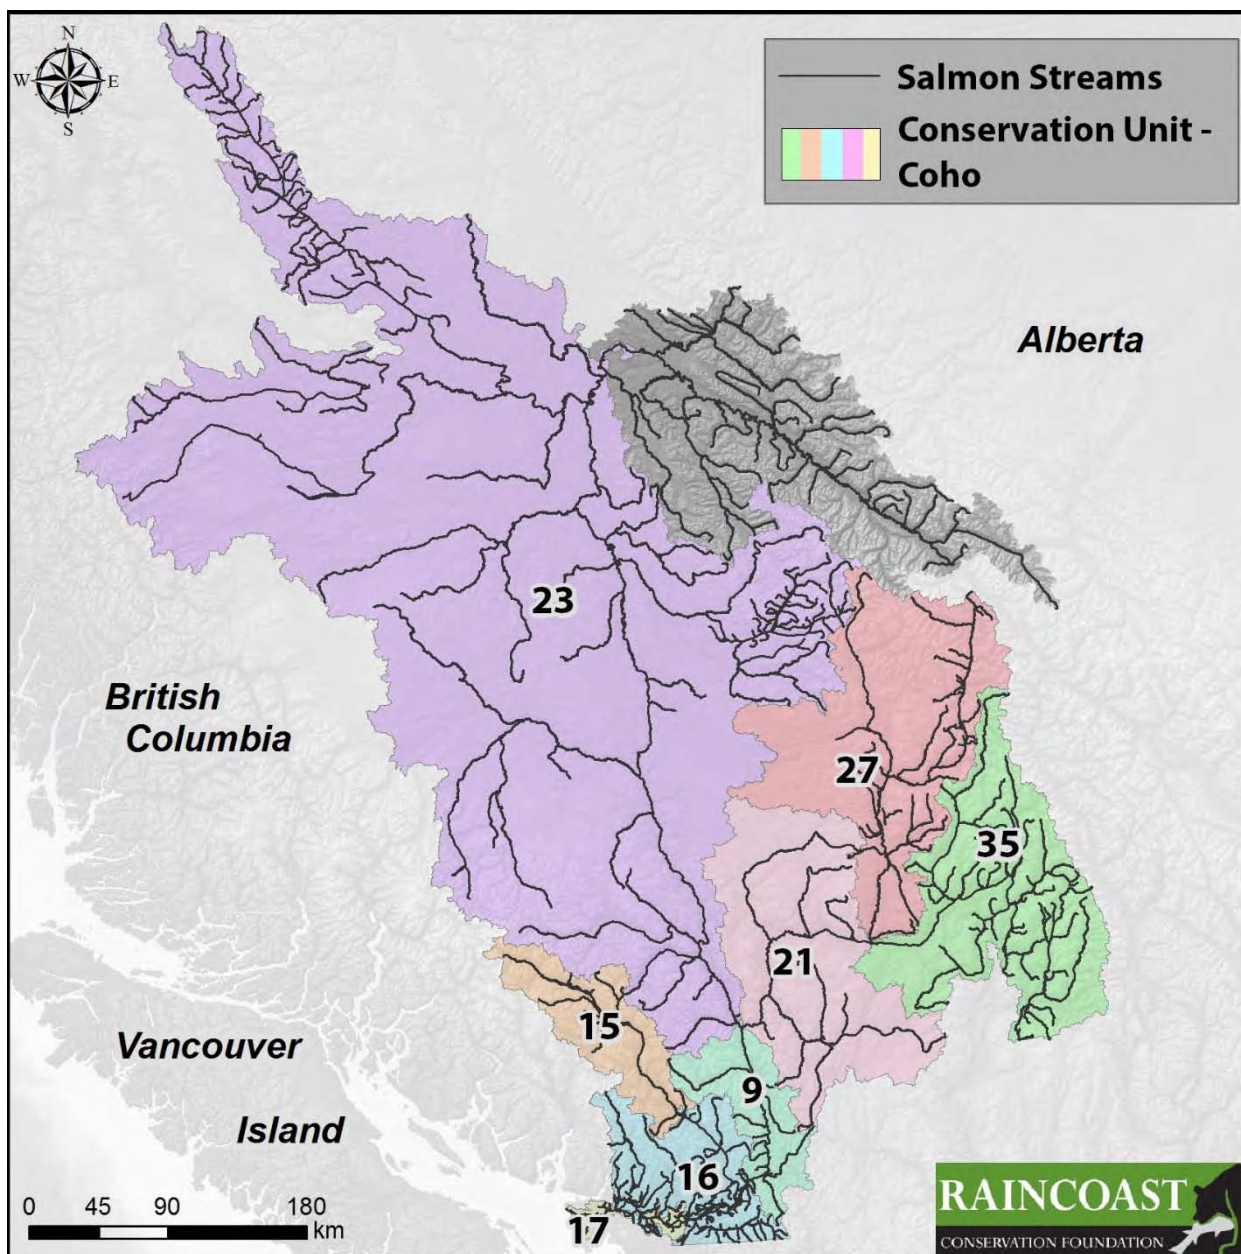 N
W E
S
Salmon Streams
Conservation Unit -
Coho
Alberta
23
British
Columbia
27
35
21
15
Vancouver
9
Island
16
17
0 45 90 180
km
RAINCOAST
CONSERVATION FOUNDATION